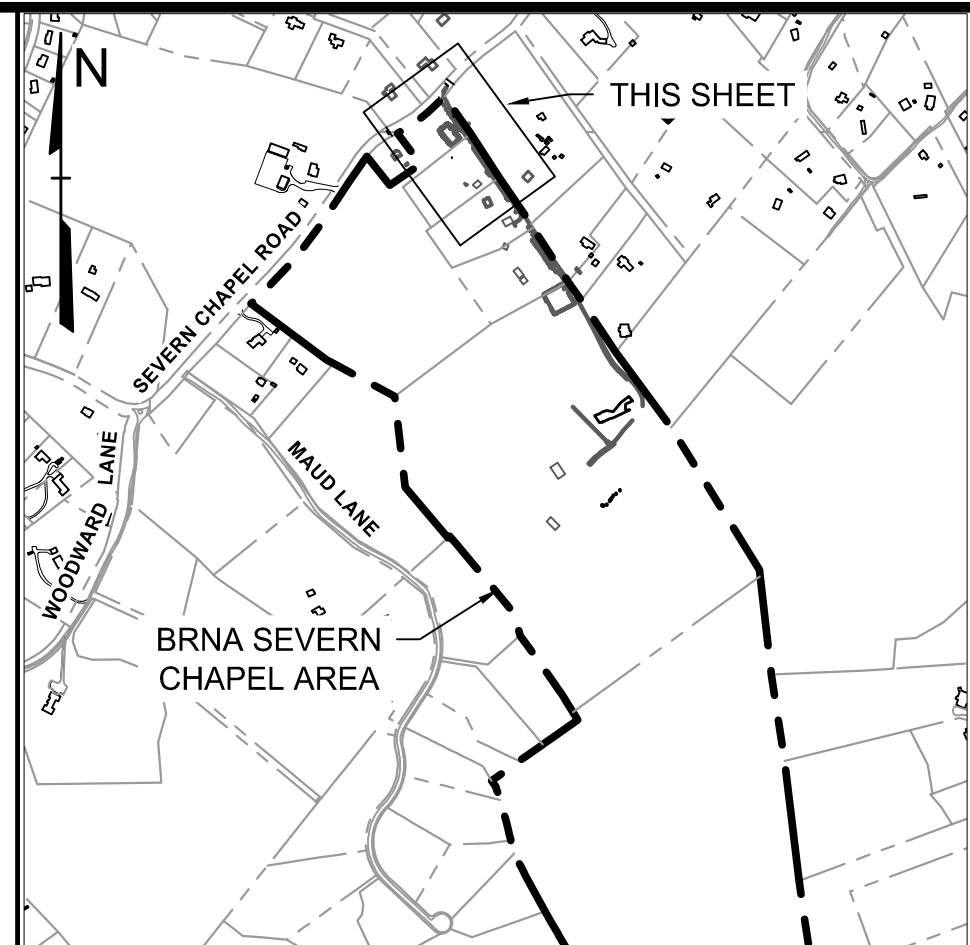 N
THIS SHEET
SEVERN CHAPEL ROAD
MAUD LANE
WOODWARD LANE
BRNA SEVERN
CHAPEL AREA